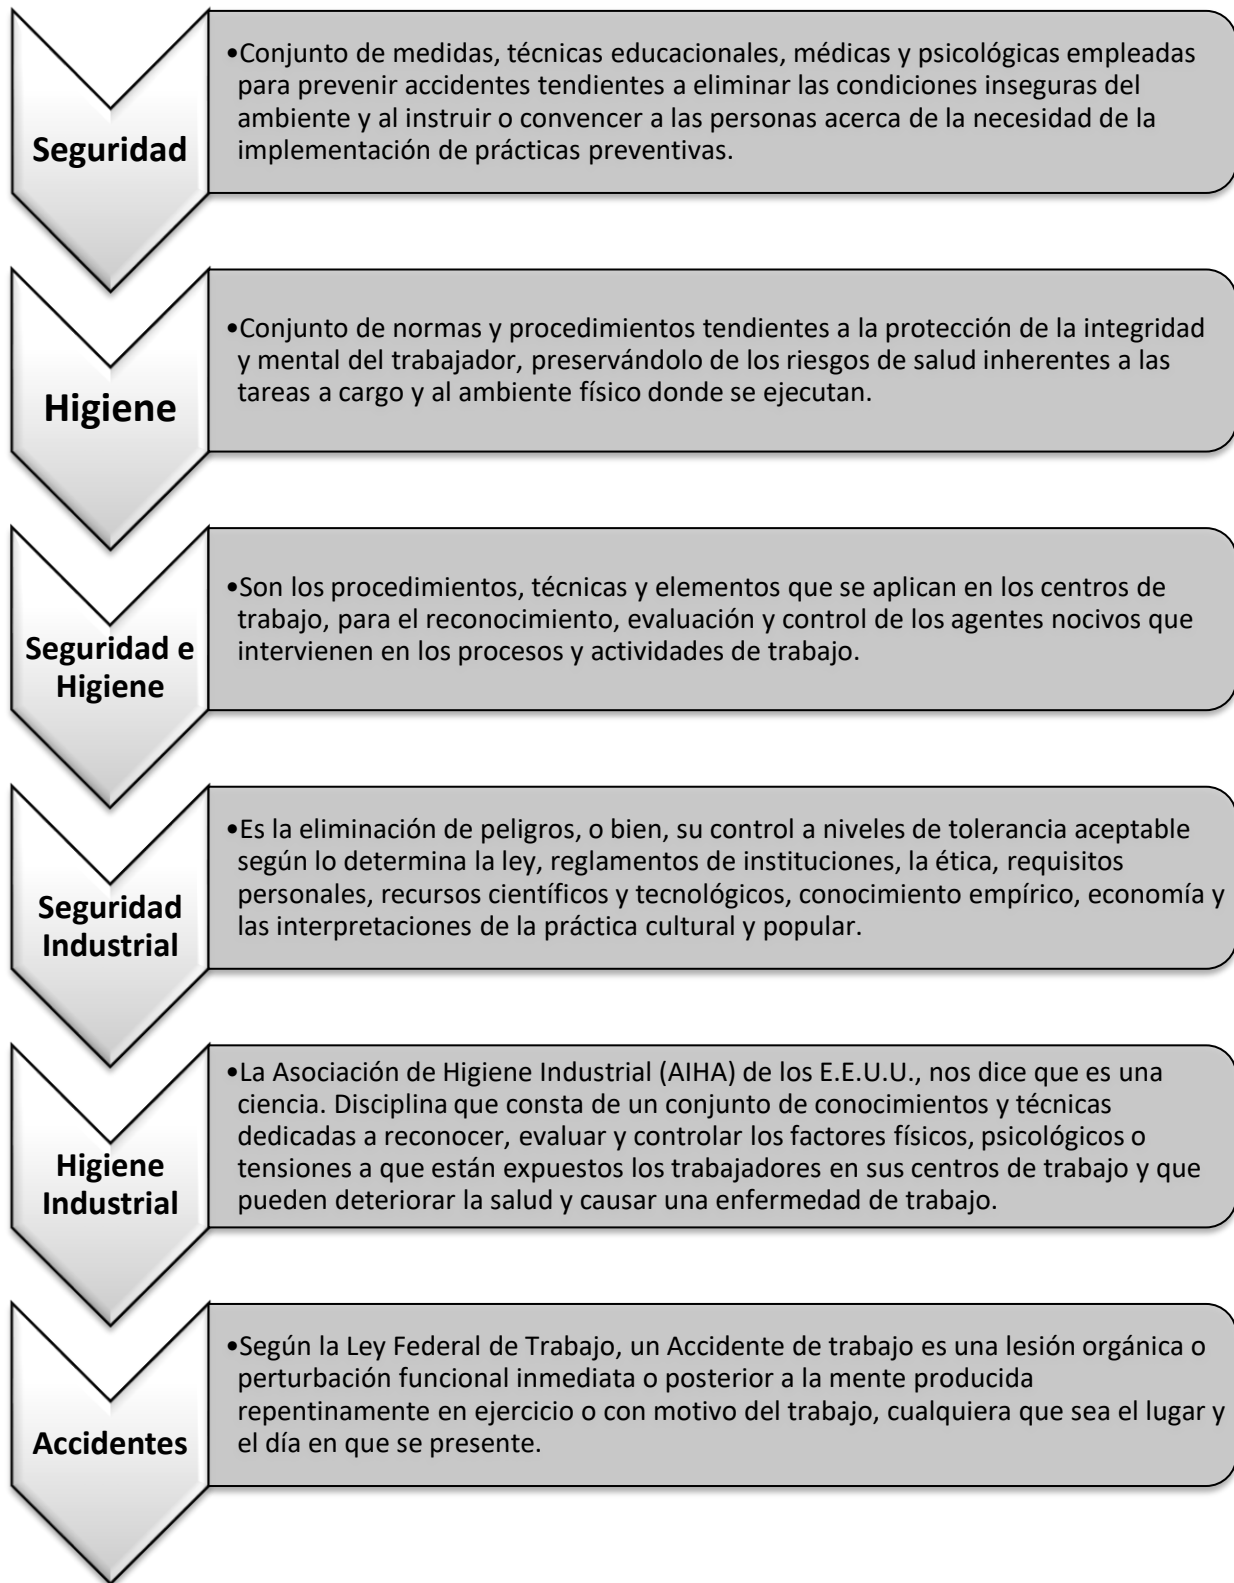 Seguridad
•Conjunto de medidas, técnicas educacionales, médicas y psicológicas empleadas
para prevenir accidentes tendientes a eliminar las condiciones inseguras del
ambiente y al instruir o convencer a las personas acerca de la necesidad de la
implementación de prácticas preventivas.
Higiene
•Conjunto de normas y procedimientos tendientes a la protección de la integridad
y mental del trabajador, preservándolo de los riesgos de salud inherentes a las
tareas a cargo y al ambiente físico donde se ejecutan.
Seguridad e
Higiene
•Son los procedimientos, técnicas y elementos que se aplican en los centros de
trabajo, para el reconocimiento, evaluación y control de los agentes nocivos que
intervienen en los procesos y actividades de trabajo.
Seguridad
Industrial
•Es la eliminación de peligros, o bien, su control a niveles de tolerancia aceptable
según lo determina la ley, reglamentos de instituciones, la ética, requisitos
personales, recursos científicos y tecnológicos, conocimiento empírico, economía y
las interpretaciones de la práctica cultural y popular.
Higiene
Industrial
•La Asociación de Higiene Industrial (AIHA) de los E.E.U.U., nos dice que es una
ciencia. Disciplina que consta de un conjunto de conocimientos y técnicas
dedicadas a reconocer, evaluar y controlar los factores físicos, psicológicos o
tensiones a que están expuestos los trabajadores en sus centros de trabajo y que
pueden deteriorar la salud y causar una enfermedad de trabajo.
Accidentes
•Según la Ley Federal de Trabajo, un Accidente de trabajo es una lesión orgánica o
perturbación funcional inmediata o posterior a la mente producida
repentinamente en ejercicio o con motivo del trabajo, cualquiera que sea el lugar y
el día en que se presente.